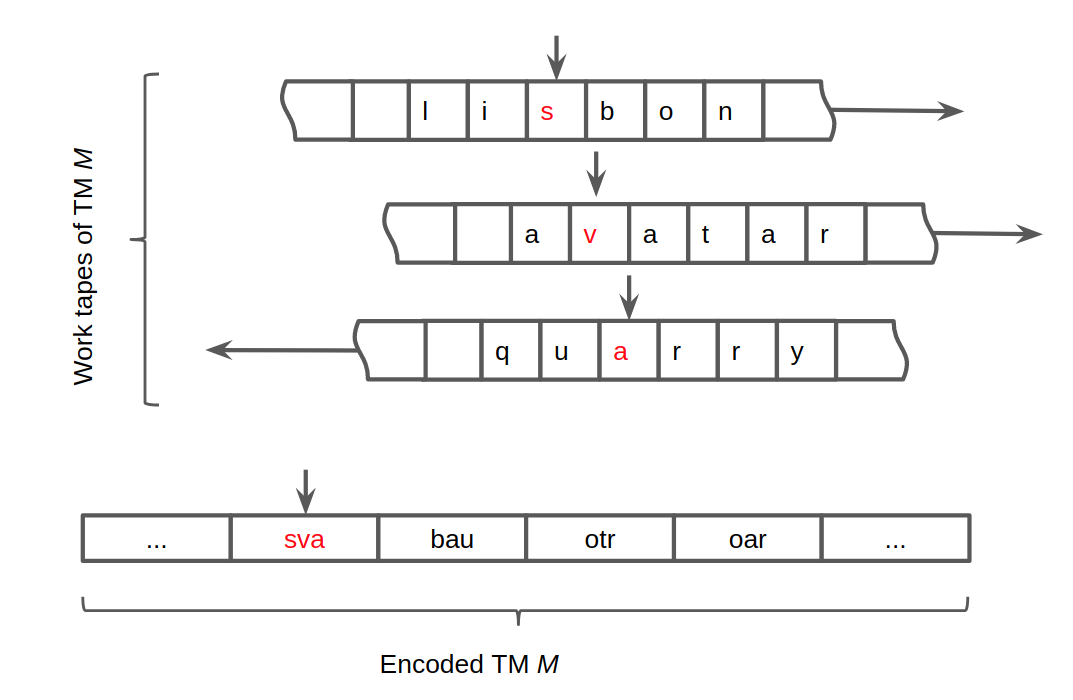 l i s b o n
Work tapes of TM M
a v a t a r
q u a r r y
... sva bau otr oar ...
Encoded TM M